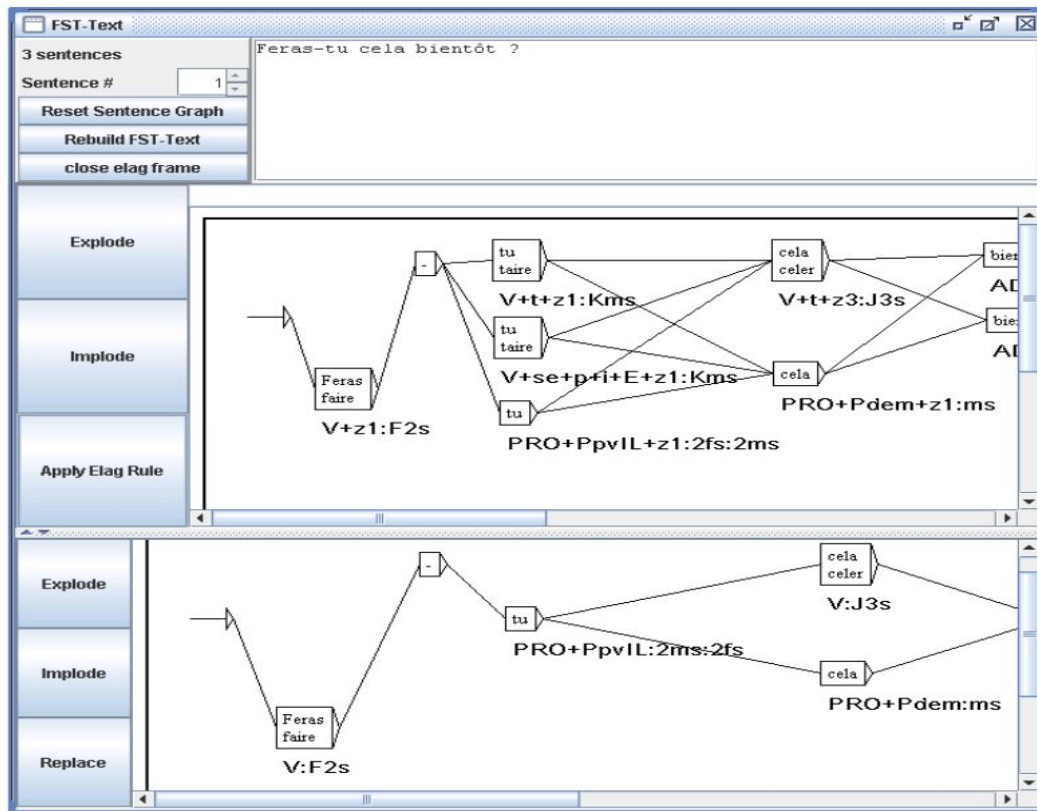 FST-Text
3 sentences
Sentence #
1
Reset Sentence Graph
Rebuild FST-Text
close elag frame
Feras-tu cela bientôt ?
Explode
Implode
Apply Elag Rule
Feras
faire
V+z1:F2s
-
tu
taire
V+t+z1:Kms
tu
taire
V+se+p+i+E+z1:Kms
tu
PRO+PpvIL+z1:2fs:2ms
cela
celer
V+t+z3:J3s
cela
PRO+Pdem+z1:ms
Explode
Implode
Replace
Feras
faire
V:F2s
-
tu
PRO+PpvIL:2ms:2fs
cela
celer
V:J3s
cela
PRO+Pdem:ms